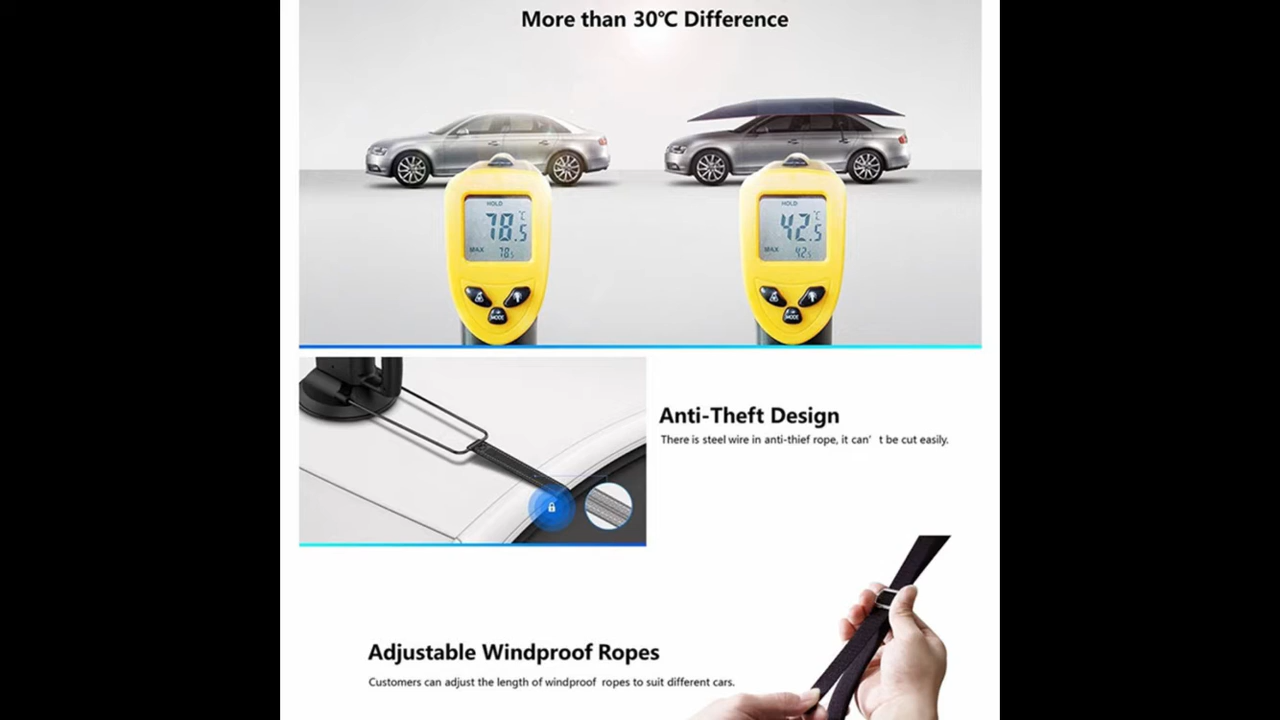 More than 30℃ Difference
HOLD
78.5 ℃
MAX 78.5
MODE
HOLD
42.5 ℃
MAX 42.5
MODE
Anti-Theft Design
There is steel wire in anti-thief rope, it can' t be cut easily.
Adjustable Windproof Ropes
Customers can adjust the length of windproof ropes to suit different cars.